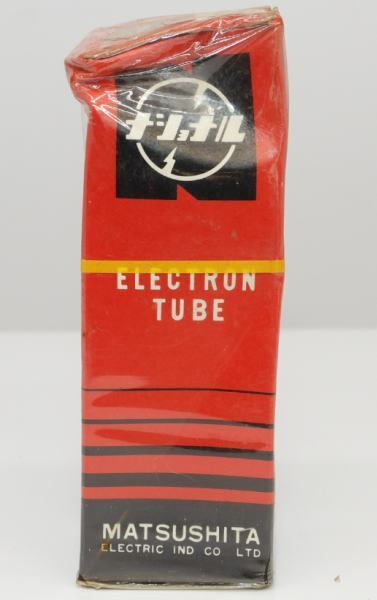 ナショナル
ELECTRON
TUBE
MATSUSHITA
ELECTRIC IND CO LTD